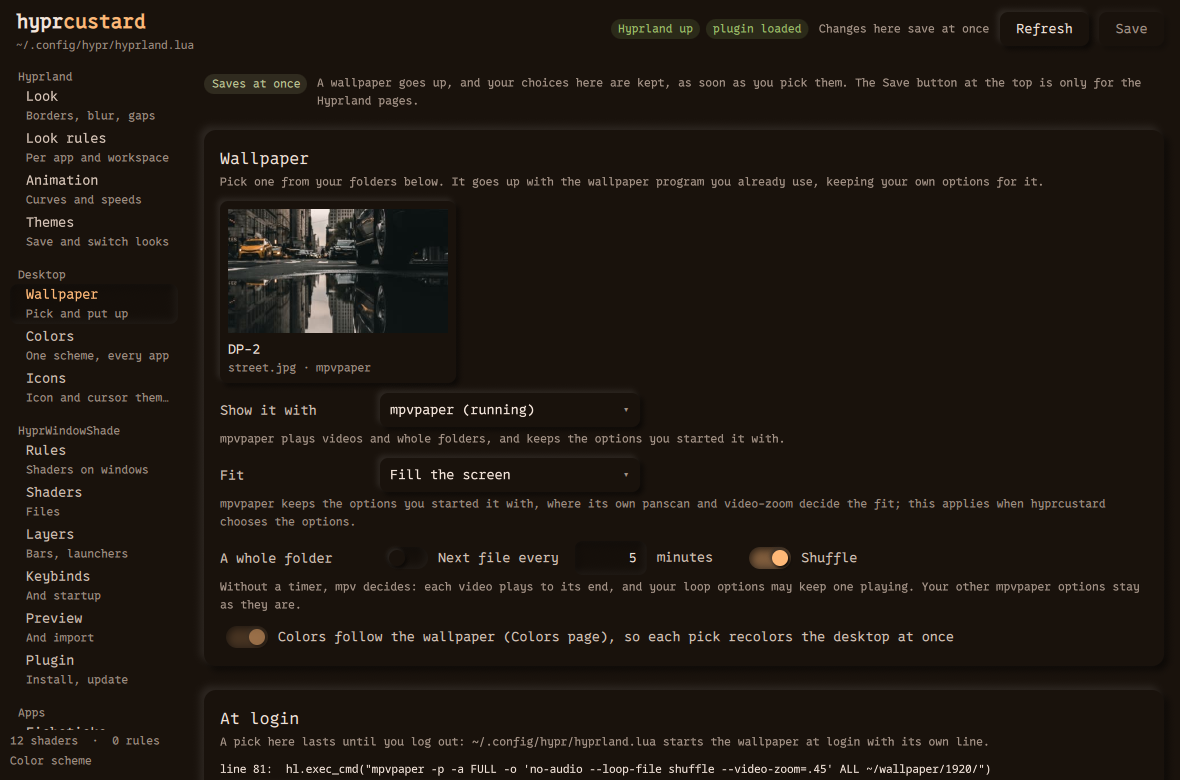 hyprcustard
~/.config/hypr/hyprland.lua
Hyprland up
plugin loaded
Changes here save at once
Refresh
Save
Hyprland
Look
Borders, blur, gaps
Look rules
Per app and workspace
Animation
Curves and speeds
Themes
Save and switch looks
Desktop
Wallpaper
Pick and put up
Colors
One scheme, every app
Icons
Icon and cursor them…
HyprWindowShade
Rules
Shaders on windows
Shaders
Files
Layers
Bars, launchers
Keybinds
And startup
Preview
And import
Plugin
Install, update
Apps
12 shaders · 0 rules
Color scheme
Saves at once
A wallpaper goes up, and your choices here are kept, as soon as you pick them. The Save button at the top is only for the
Hyprland pages.
Wallpaper
Pick one from your folders below. It goes up with the wallpaper program you already use, keeping your own options for it.
DP-2
street.jpg · mpvpaper
Show it with
mpvpaper (running)
mpvpaper plays videos and whole folders, and keeps the options you started it with.
Fit
Fill the screen
mpvpaper keeps the options you started it with, where its own panscan and video-zoom decide the fit; this applies when hyprcustard
chooses the options.
A whole folder
Next file every
5
minutes
Shuffle
Without a timer, mpv decides: each video plays to its end, and your loop options may keep one playing. Your other mpvpaper options stay
as they are.
Colors follow the wallpaper (Colors page), so each pick recolors the desktop at once
At login
A pick here lasts until you log out: ~/.config/hypr/hyprland.lua starts the wallpaper at login with its own line.
line 81: hl.exec_cmd("mpvpaper -p -a FULL -o 'no-audio --loop-file shuffle --video-zoom=.45' ALL ~/wallpaper/1920/")